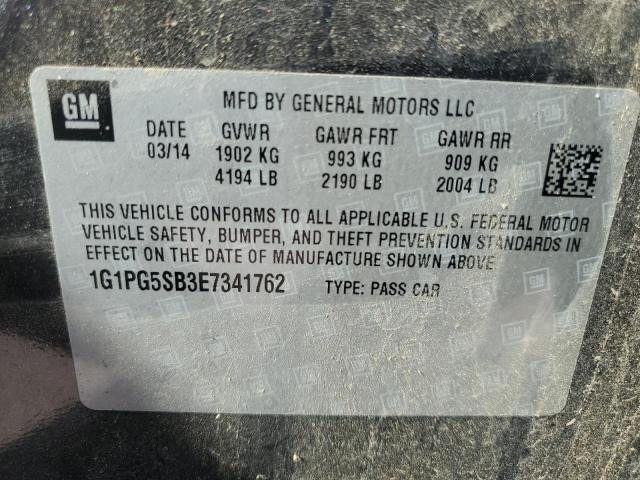 GM
MFD BY GENERAL MOTORS LLC
DATE GVWR GAWR FRT GAWR RR
03/14 1902 KG 993 KG 909 KG
4194 LB 2190 LB 2004 LB
THIS VEHICLE CONFORMS TO ALL APPLICABLE U.S. FEDERAL MOTOR
VEHICLE SAFETY, BUMPER, AND THEFT PREVENTION STANDARDS IN
EFFECT ON THE DATE OF MANUFACTURE SHOWN ABOVE.
1G1PG5SB3E7341762 TYPE: PASS CAR